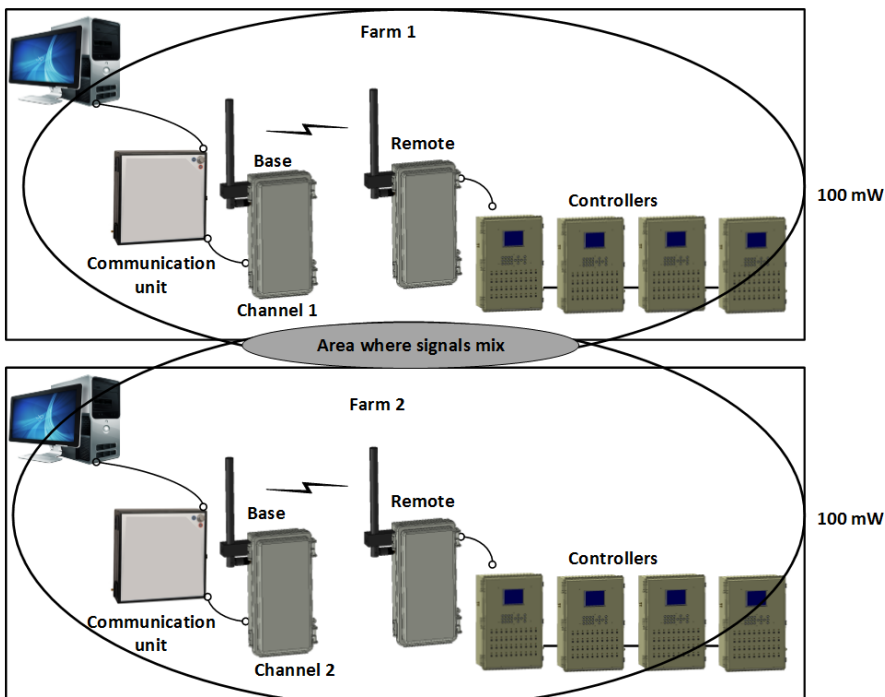 Farm 1
Base
Remote
Controllers
100 mW
Communication
unit
Channel 1
Area where signals mix
Farm 2
Base
Remote
Controllers
100 mW
Communication
unit
Channel 2